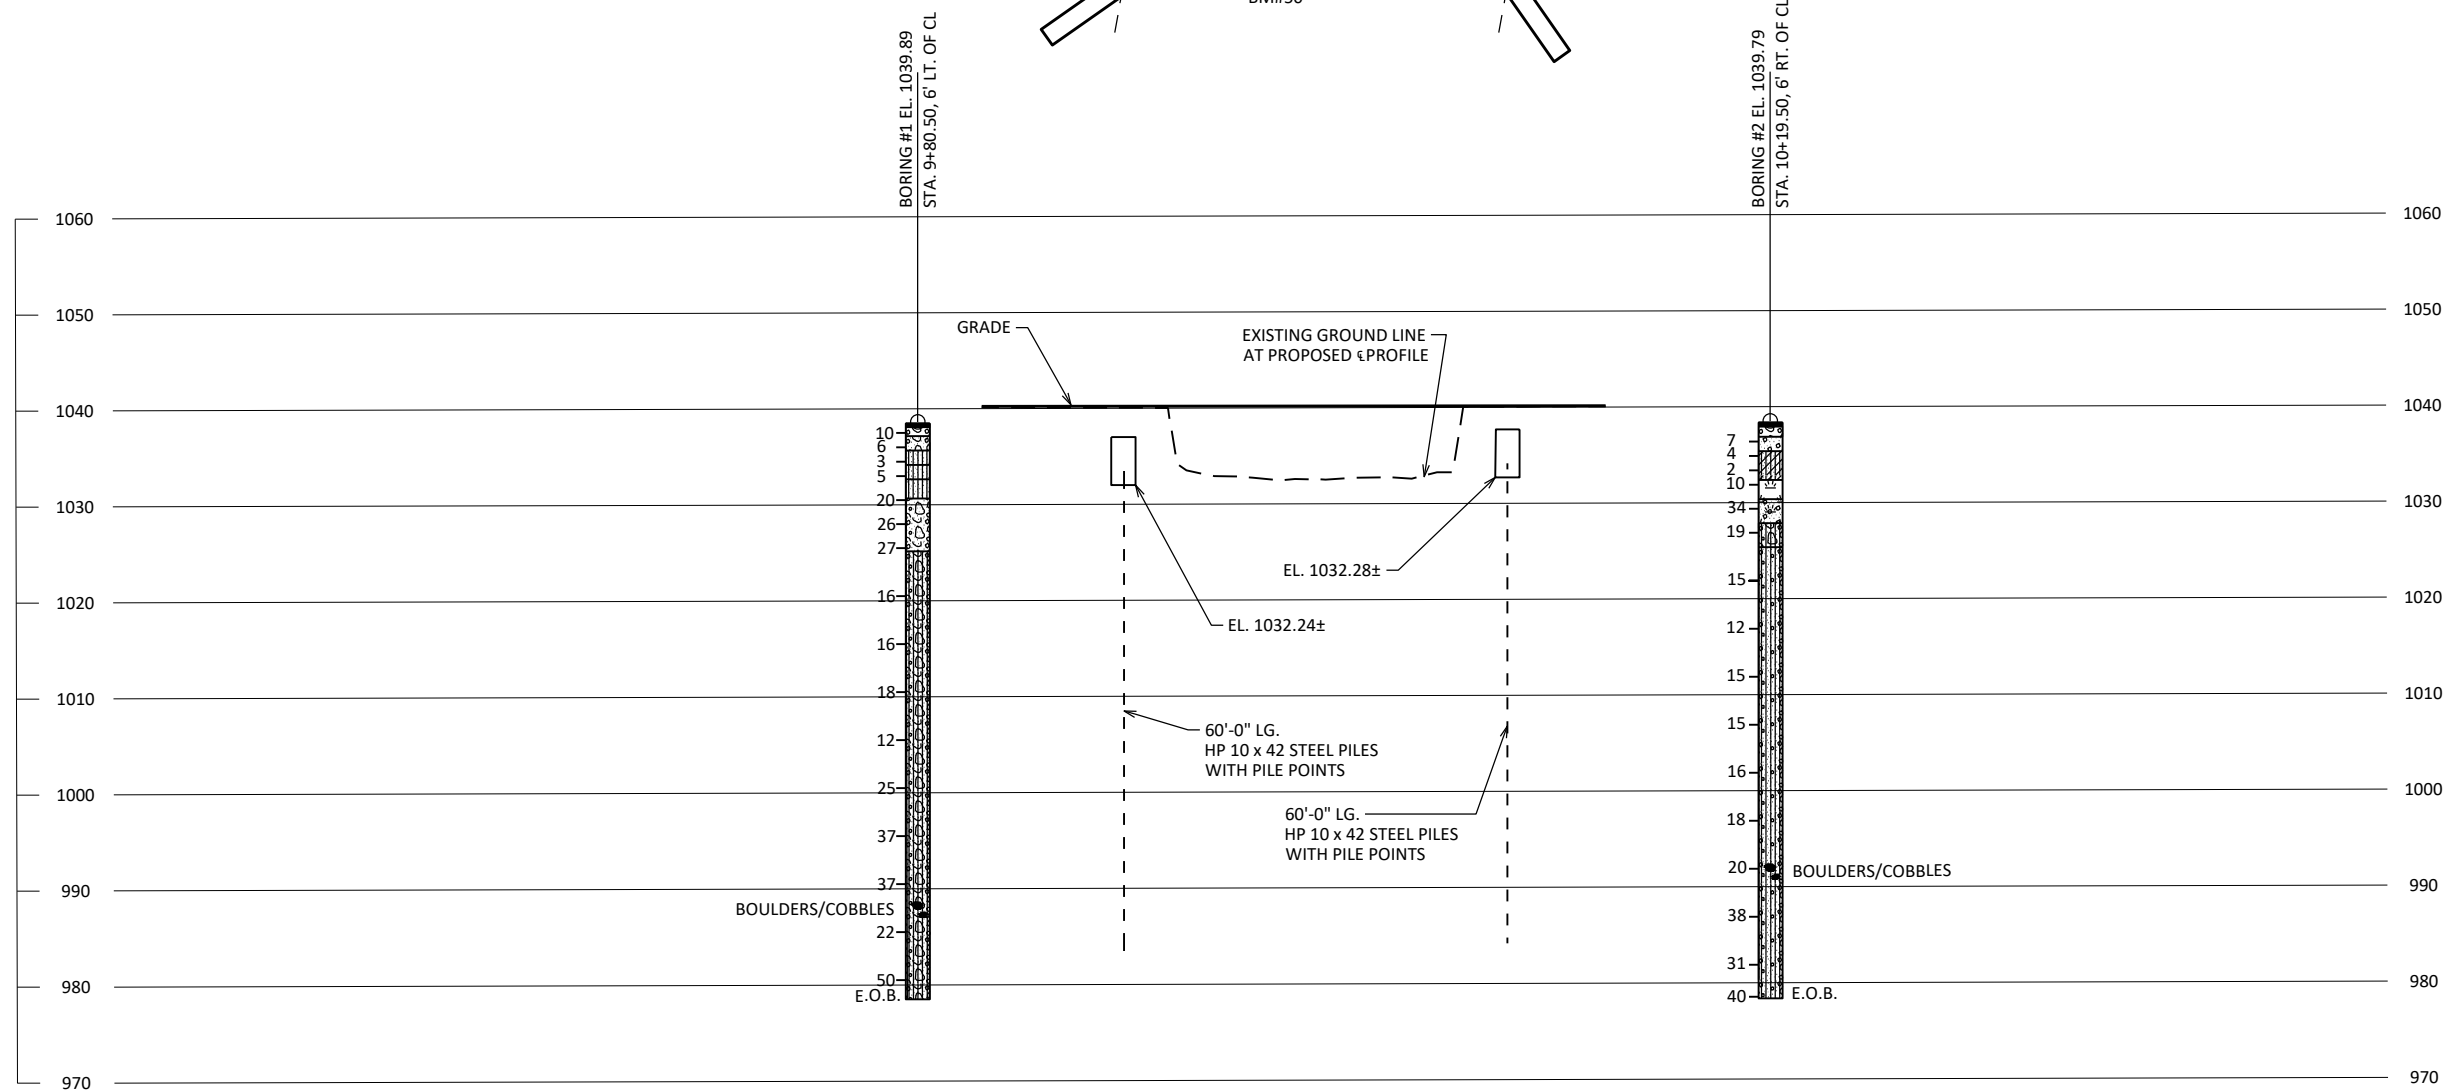 BORING #1 EL. 1039.89
STA. 9+80.50, 6' LT. OF CL
BORING #2 EL. 1039.79
STA. 10+19.50, 6' RT. OF CL
1060
1060
1050
1050
GRADE
EXISTING GROUND LINE
AT PROPOSED ℄ PROFILE
1040
1040
10
6
3
5
20
26
27
16
16
18
12
25
37
37
22
50
E.O.B.
7
4
2
10
34
19
15
12
15
15
16
18
20
38
31
40
E.O.B.
1030
1030
EL. 1032.28±
1020
1020
EL. 1032.24±
1010
1010
60'-0" LG.
HP 10 x 42 STEEL PILES
WITH PILE POINTS
1000
1000
60'-0" LG.
HP 10 x 42 STEEL PILES
WITH PILE POINTS
990
990
BOULDERS/COBBLES
BOULDERS/COBBLES
980
980
970
970